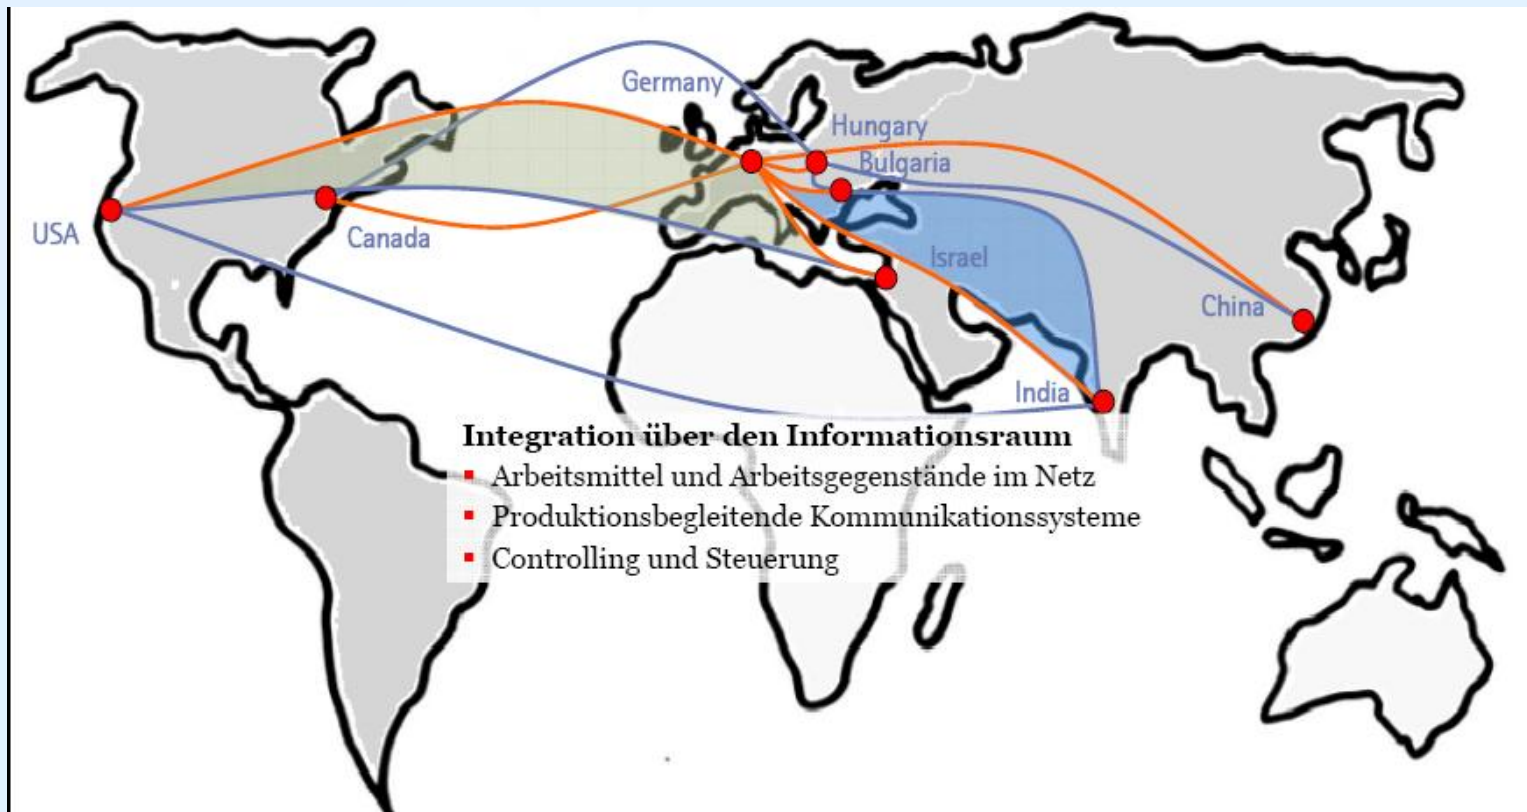 Germany
Hungary
Bulgaria
USA
Canada
Israel
China
India
Integration über den Informationsraum
Arbeitsmittel und Arbeitsgegenstände im Netz
Produktionsbegleitende Kommunikationssysteme
Controlling und Steuerung